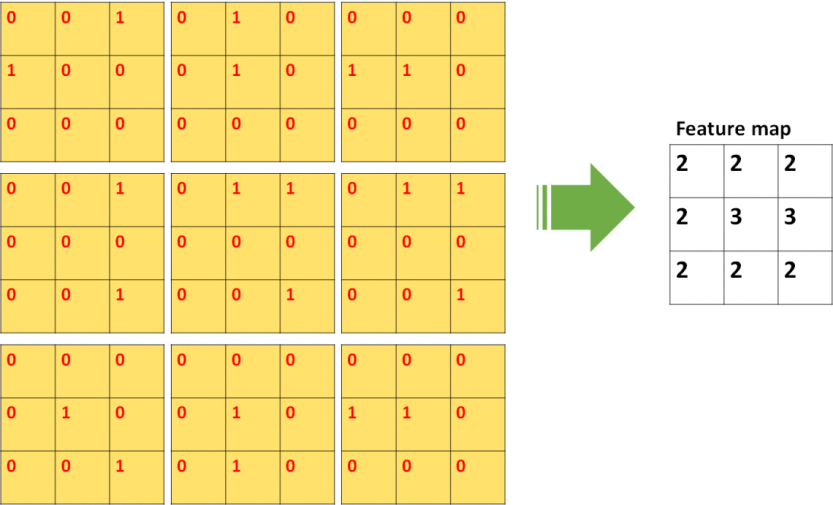 0 0 1 0 1 0 0 0 0
1 0 0 0 1 0 1 1 0
0 0 0 0 0 0 0 0 0
Feature map
2 2 2
2 3 3
2 2 2
0 0 1 0 1 1 0 1 1
0 0 0 0 0 0 0 0 0
0 0 1 0 0 1 0 0 1
0 0 0 0 0 0 0 0 0
0 1 0 0 1 0 1 1 0
0 0 1 0 1 0 0 0 0